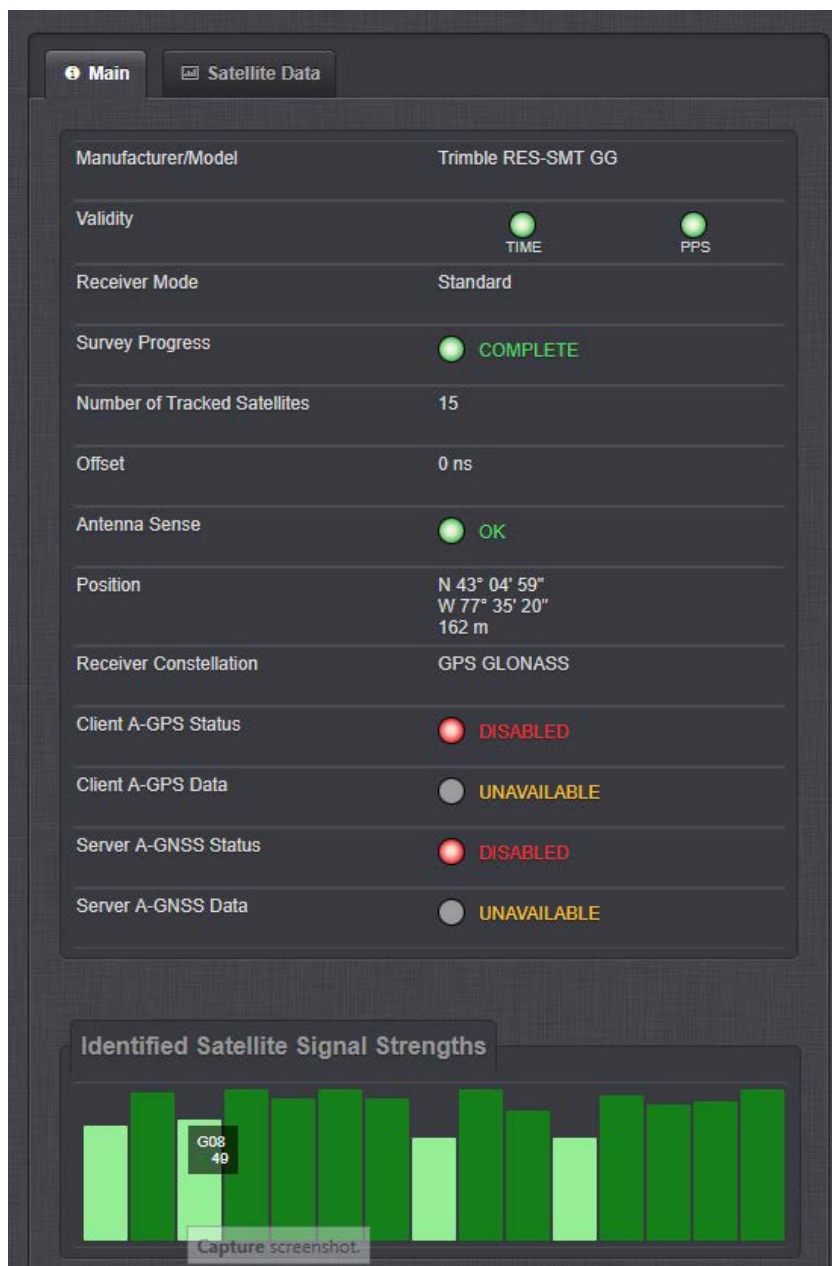 Main Satellite Data
Manufacturer/Model Trimble RES-SMT GG
Validity TIME PPS
Receiver Mode Standard
Survey Progress COMPLETE
Number of Tracked Satellites 15
Offset 0 ns
Antenna Sense OK
Position N 43° 04' 59"
W 77° 35' 20"
162 m
Receiver Constellation GPS GLONASS
Client A-GPS Status DISABLED
Client A-GPS Data UNAVAILABLE
Server A-GNSS Status DISABLED
Server A-GNSS Data UNAVAILABLE
Identified Satellite Signal Strengths
G08
49
Capture screenshot.